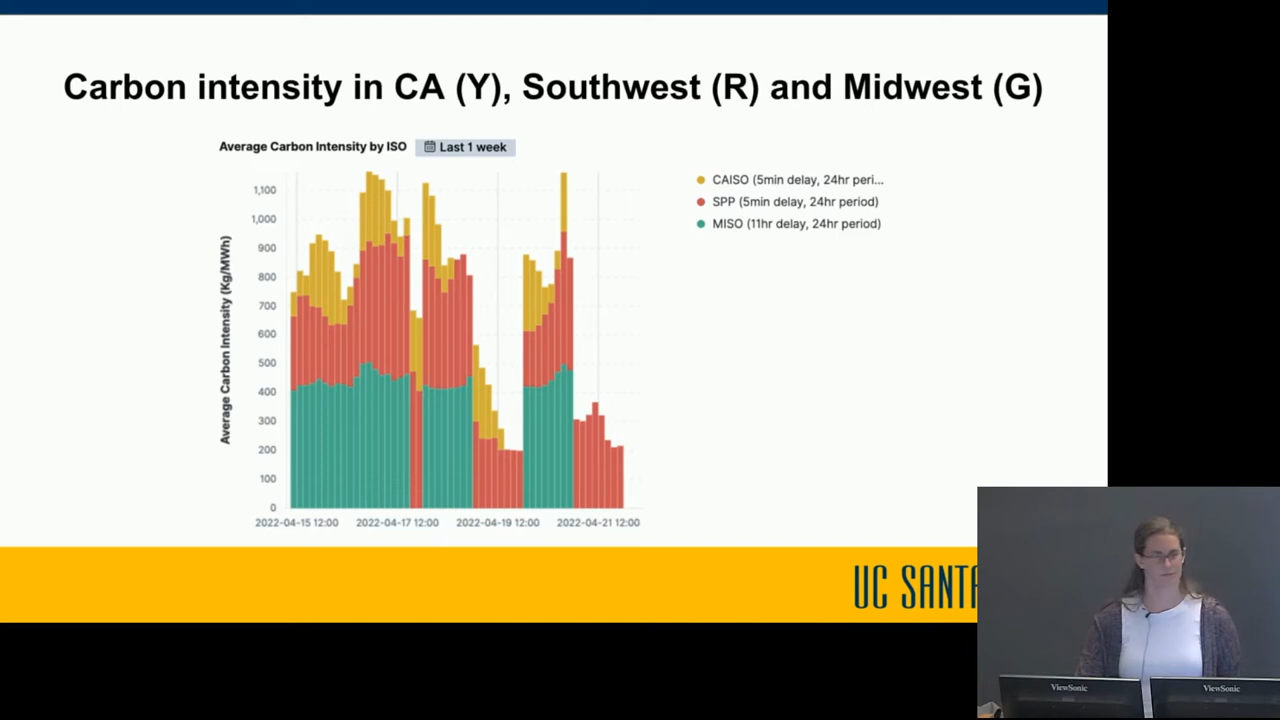 Carbon intensity in CA (Y), Southwest (R) and Midwest (G)
Average Carbon Intensity by ISO
Last 1 week
CAISO (5min delay, 24hr peri...
SPP (5min delay, 24hr period)
MISO (11hr delay, 24hr period)
Average Carbon Intensity (Kg/MWh)
1,100
1,000
900
800
700
600
500
400
300
200
100
0
2022-04-15 12:00
2022-04-17 12:00
2022-04-19 12:00
2022-04-21 12:00
UC SANTA
ViewSonic
ViewSonic